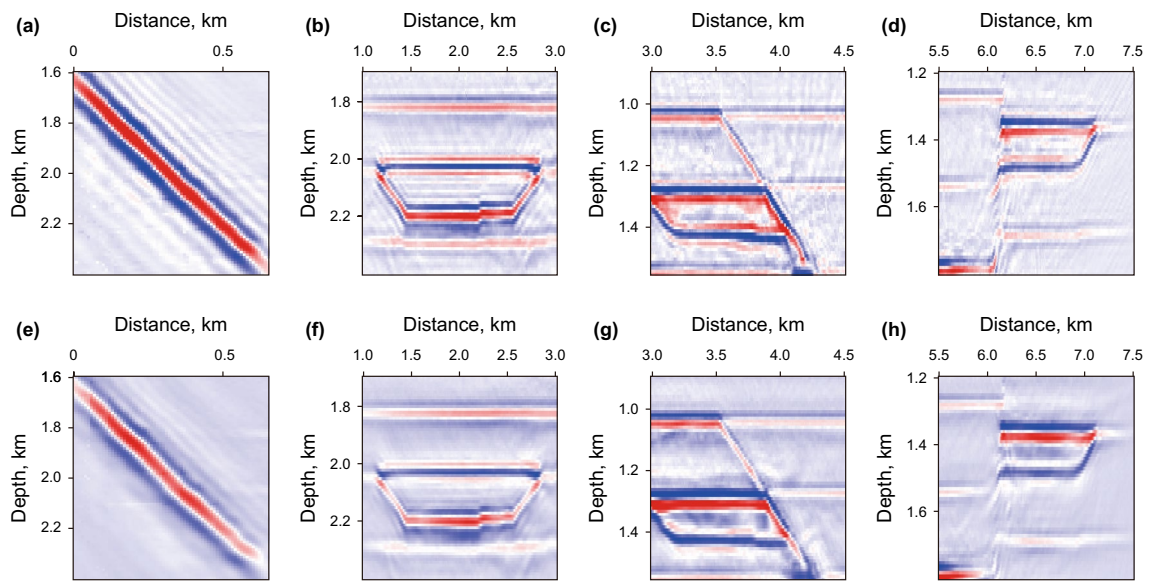 Distance, km Distance, km Distance, km Distance, km
(a) (b) (c) (d)
0 0.5 1.0 1.5 2.0 2.5 3.0 3.0 3.5 4.0 4.5 5.5 6.0 6.5 7.0 7.5
1.6 1.8 2.0 2.2
Depth, km
1.8 2.0 2.2
Depth, km
1.0 1.2 1.4
Depth, km
1.2 1.4 1.6
Depth, km
Distance, km Distance, km Distance, km Distance, km
(e) (f) (g) (h)
0 0.5 1.0 1.5 2.0 2.5 3.0 3.0 3.5 4.0 4.5 5.5 6.0 6.5 7.0 7.5
1.6 1.8 2.0 2.2
Depth, km
1.8 2.0 2.2
Depth, km
1.0 1.2 1.4
Depth, km
1.2 1.4 1.6
Depth, km